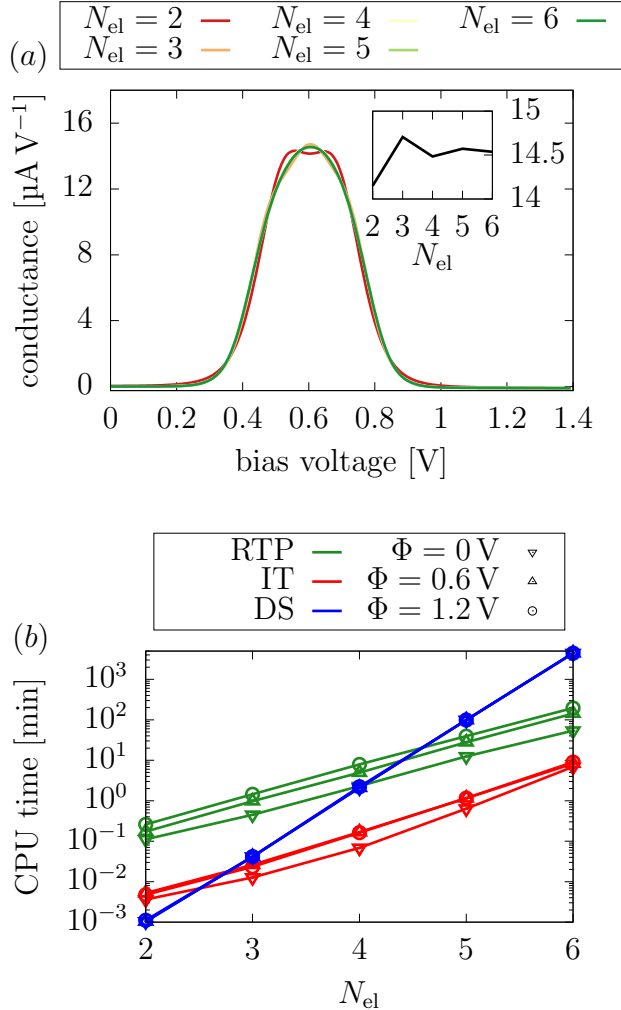 N_el = 2 N_el = 4 N_el = 6
N_el = 3 N_el = 5
(a)
conductance [µA V⁻¹]
16
12
8
4
0
0 0.2 0.4 0.6 0.8 1 1.2 1.4
bias voltage [V]
15
14.5
14
2 3 4 5 6
N_el
RTP Φ = 0 V
IT Φ = 0.6 V
DS Φ = 1.2 V
(b)
CPU time [min]
10³
10²
10¹
10⁰
10⁻¹
10⁻²
10⁻³
2 3 4 5 6
N_el